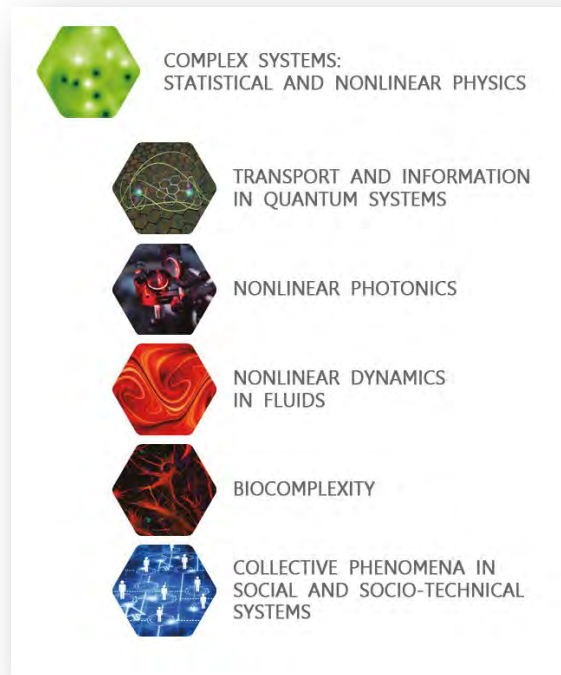 COMPLEX SYSTEMS:
STATISTICAL AND NONLINEAR PHYSICS
TRANSPORT AND INFORMATION
IN QUANTUM SYSTEMS
NONLINEAR PHOTONICS
NONLINEAR DYNAMICS
IN FLUIDS
BIOCOMPLEXITY
COLLECTIVE PHENOMENA IN
SOCIAL AND SOCIO-TECHNICAL
SYSTEMS